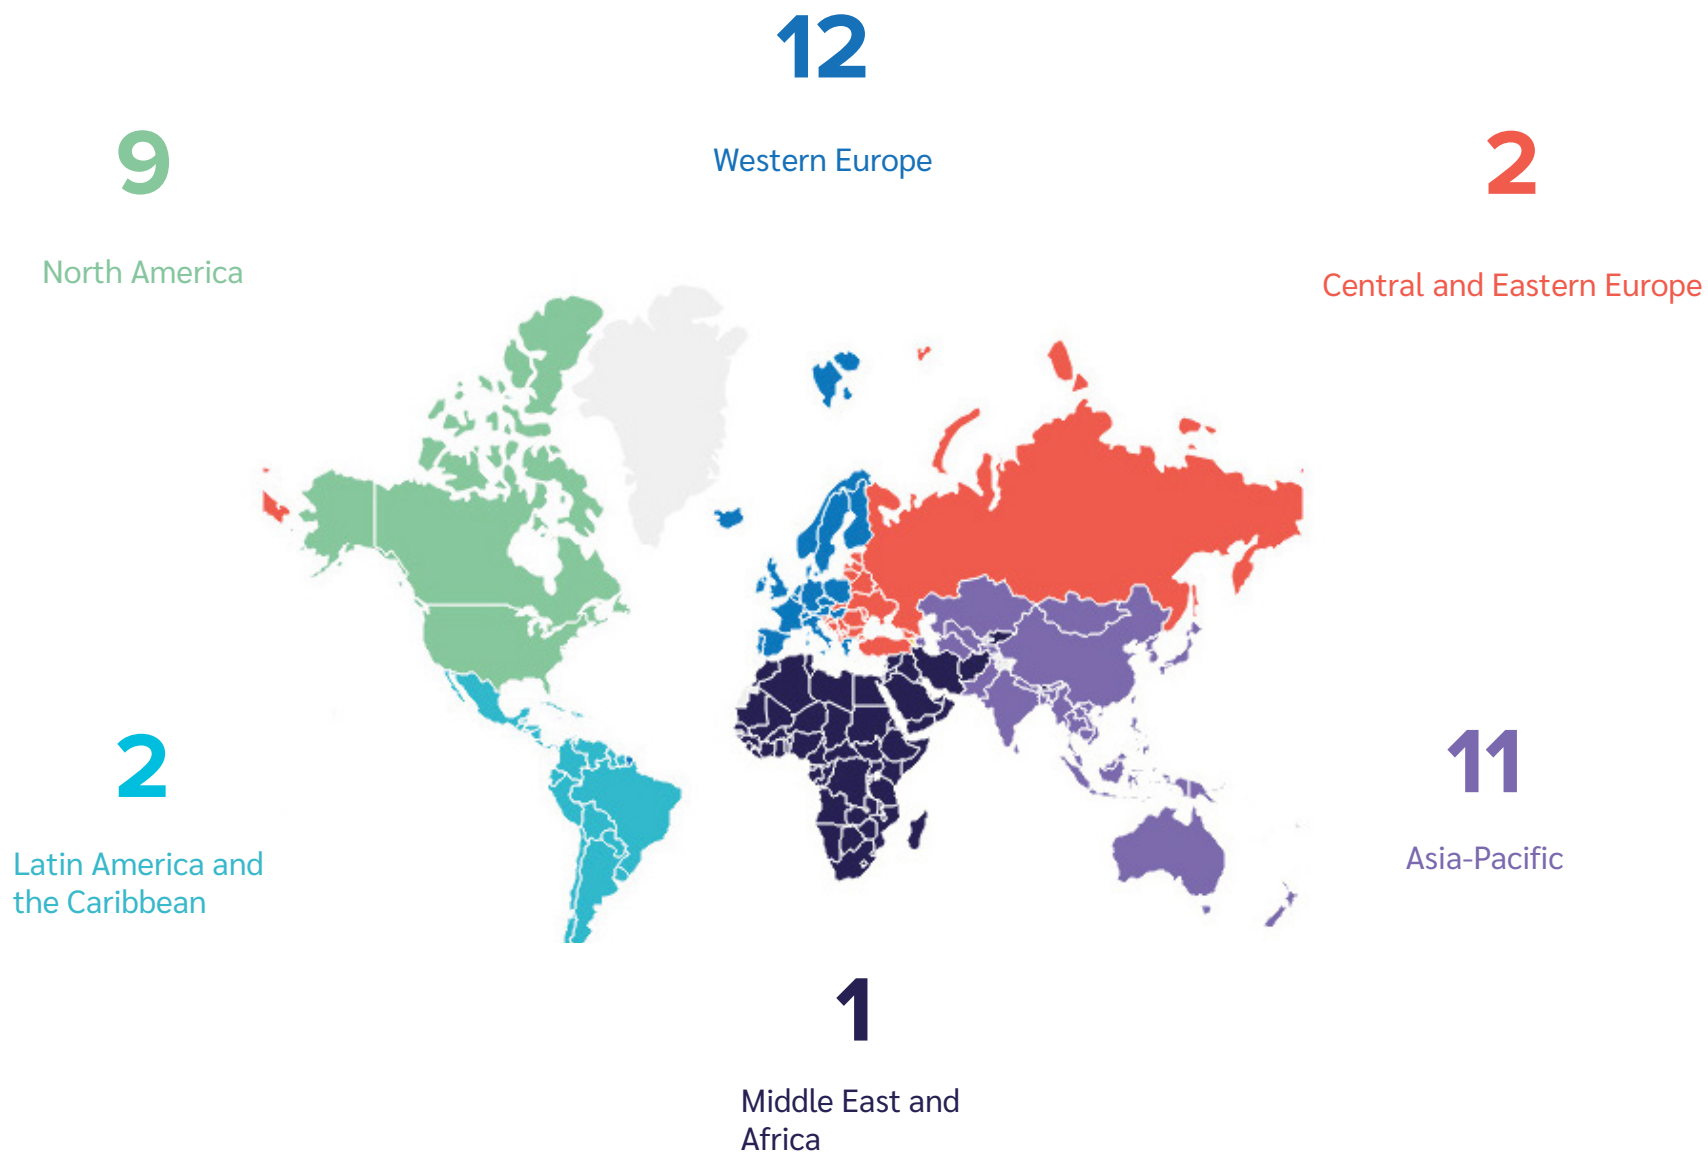 12
Western Europe
9
North America
2
Central and Eastern Europe
2
Latin America and
the Caribbean
11
Asia-Pacific
1
Middle East and
Africa